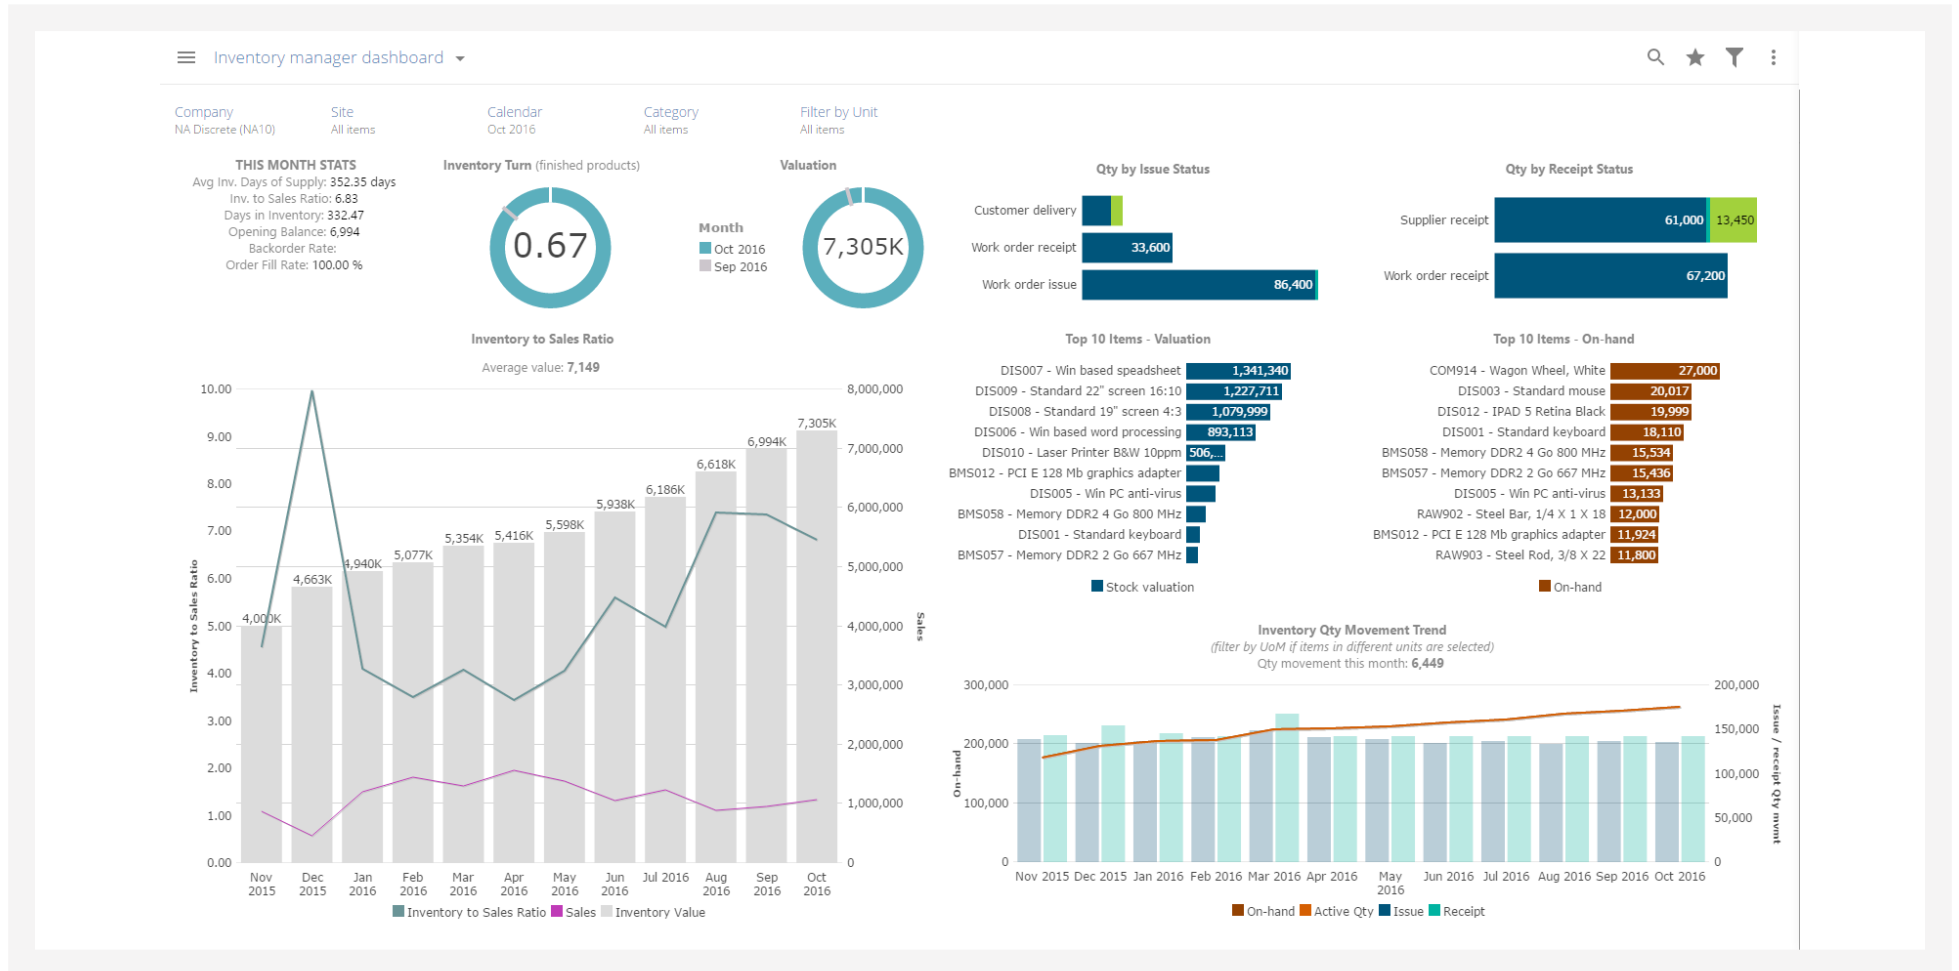 Inventory manager dashboard
Company
NA Discrete (NA10)
Site
All items
Calendar
Oct 2016
Category
All items
Filter by Unit
All items
THIS MONTH STATS
Avg Inv. Days of Supply: 352.35 days
Inv. to Sales Ratio: 6.83
Days in Inventory: 332.47
Opening Balance: 6,994
Backorder Rate:
Order Fill Rate: 100.00 %
Inventory Turn (finished products)
0.67
Month
Oct 2016
Sep 2016
Valuation
7,305K
Qty by Issue Status
Customer delivery
Work order receipt 33,600
Work order issue 86,400
Qty by Receipt Status
Supplier receipt 61,000 13,450
Work order receipt 67,200
Inventory to Sales Ratio
Average value: 7,149
10.00
9.00
8.00
7.00
6.00
5.00
4.00
3.00
2.00
1.00
0.00
Inventory to Sales Ratio
4,000K
4,663K
4,940K
5,077K
5,354K
5,416K
5,598K
5,938K
6,186K
6,618K
6,994K
7,305K
8,000,000
7,000,000
6,000,000
5,000,000
4,000,000
3,000,000
2,000,000
1,000,000
0
Sales
Nov 2015
Dec 2015
Jan 2016
Feb 2016
Mar 2016
Apr 2016
May 2016
Jun 2016
Jul 2016
Aug 2016
Sep 2016
Oct 2016
Inventory to Sales Ratio Sales Inventory Value
Top 10 Items - Valuation
DIS007 - Win based speadsheet 1,341,340
DIS009 - Standard 22" screen 16:10 1,227,711
DIS008 - Standard 19" screen 4:3 1,079,999
DIS006 - Win based word processing 893,113
DIS010 - Laser Printer B&W 10ppm 506,...
BMS012 - PCI E 128 Mb graphics adapter
DIS005 - Win PC anti-virus
BMS058 - Memory DDR2 4 Go 800 MHz
DIS001 - Standard keyboard
BMS057 - Memory DDR2 2 Go 667 MHz
Stock valuation
Top 10 Items - On-hand
COM914 - Wagon Wheel, White 27,000
DIS003 - Standard mouse 20,017
DIS012 - IPAD 5 Retina Black 19,999
DIS001 - Standard keyboard 18,110
BMS058 - Memory DDR2 4 Go 800 MHz 15,534
BMS057 - Memory DDR2 2 Go 667 MHz 15,436
DIS005 - Win PC anti-virus 13,133
RAW902 - Steel Bar, 1/4 X 1 X 18 12,000
BMS012 - PCI E 128 Mb graphics adapter 11,924
RAW903 - Steel Rod, 3/8 X 22 11,800
On-hand
Inventory Qty Movement Trend
(filter by UoM if items in different units are selected)
Qty movement this month: 6,449
300,000
200,000
100,000
0
On-hand
200,000
150,000
100,000
50,000
0
Issue / receipt Qty mvmt
Nov 2015
Dec 2015
Jan 2016
Feb 2016
Mar 2016
Apr 2016
May 2016
Jun 2016
Jul 2016
Aug 2016
Sep 2016
Oct 2016
On-hand Active Qty Issue Receipt